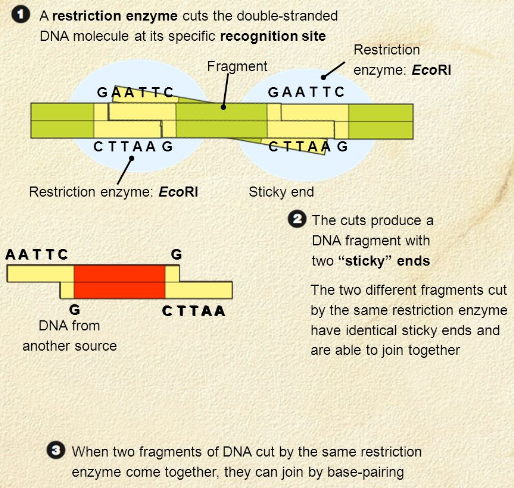 1 A restriction enzyme cuts the double-stranded
DNA molecule at its specific recognition site
Restriction
enzyme: EcoRI
Fragment
G A A T T C
G A A T T C
C T T A A G
C T T A A G
Restriction enzyme: EcoRI
Sticky end
2 The cuts produce a
DNA fragment with
two “sticky” ends
The two different fragments cut
by the same restriction enzyme
have identical sticky ends and
are able to join together
A A T T C
G
G
C T T A A
DNA from
another source
3 When two fragments of DNA cut by the same restriction
enzyme come together, they can join by base-pairing